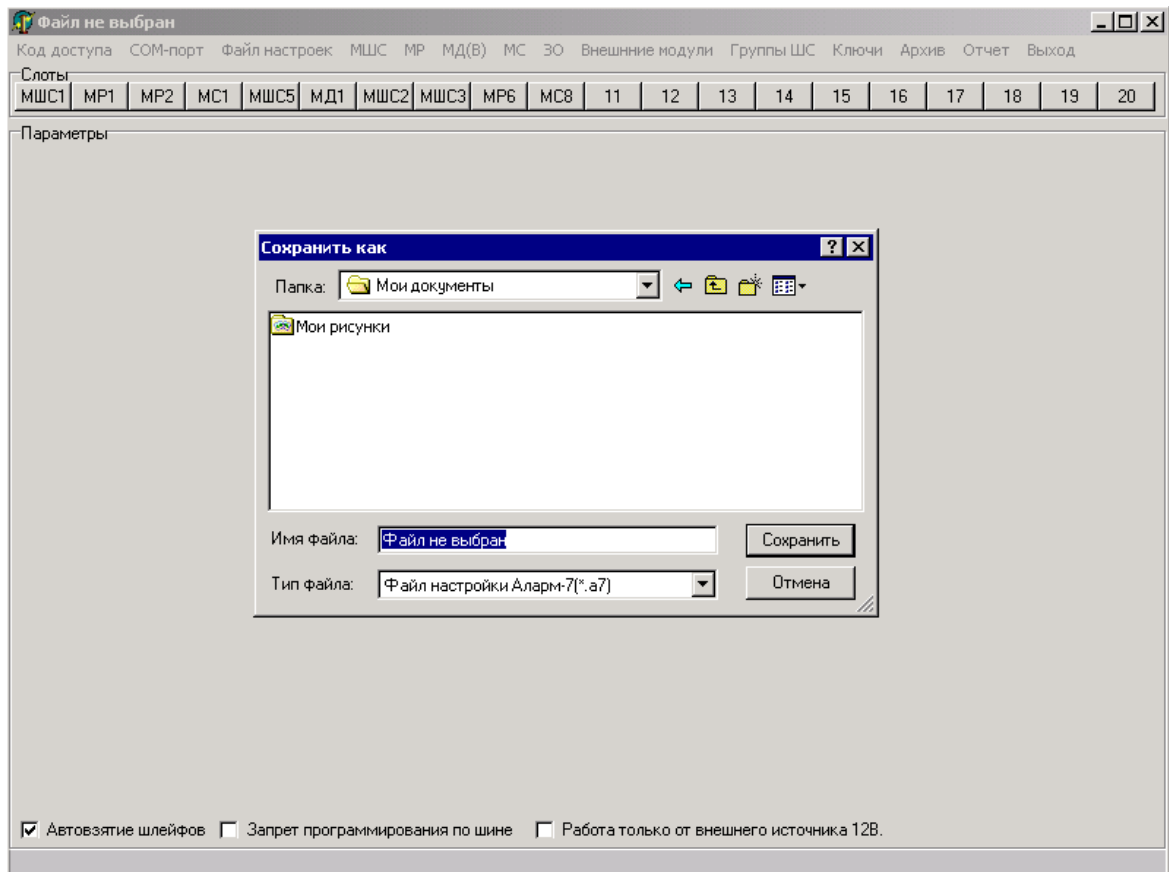 Файл не выбран
Код доступа COM-порт Файл настроек МШС МР МД(В) МС ЗО Внешнние модули Группы ШС Ключи Архив Отчет Выход
Слоты
МШС1 МР1 МР2 МС1 МШС5 МД1 МШС2 МШС3 МР6 МС8 11 12 13 14 15 16 17 18 19 20
Параметры
Сохранить как
Папка: Мои документы
Мои рисунки
Имя файла: Файл не выбран Сохранить
Тип файла: Файл настройки Аларм-7(*.a7) Отмена
Автовзятие шлейфов Запрет программирования по шине Работа только от внешнего источника 12В.